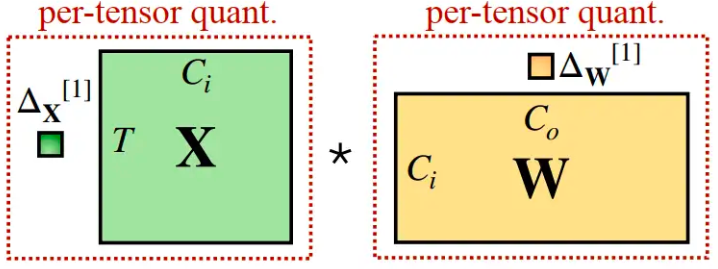 per-tensor quant. per-tensor quant.
Δ_X^[1] C_i Δ_W^[1]
T X * C_o
C_i W